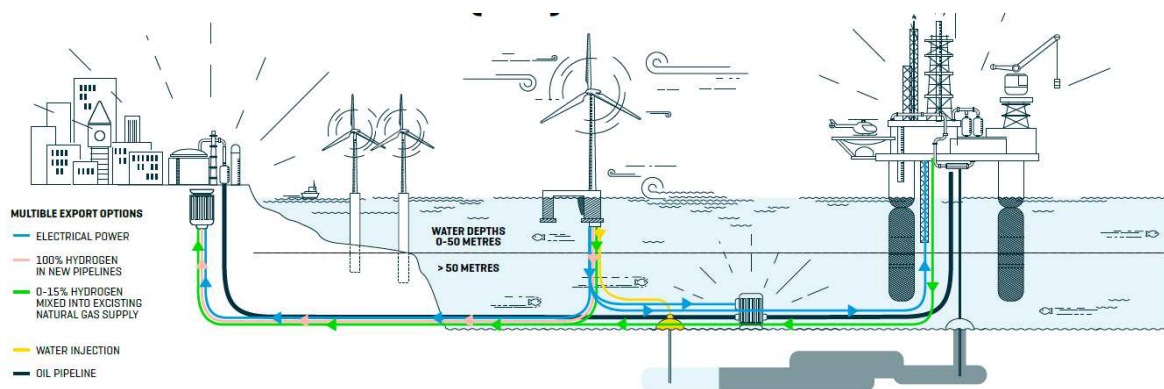 MULTIBLE EXPORT OPTIONS
ELECTRICAL POWER
100% HYDROGEN
IN NEW PIPELINES
0-15% HYDROGEN
MIXED INTO EXCISTING
NATURAL GAS SUPPLY
WATER INJECTION
OIL PIPELINE
WATER DEPTHS
0-50 METRES
> 50 METRES